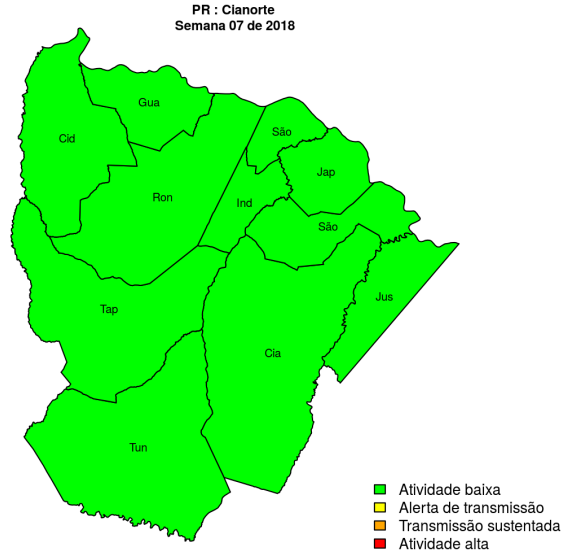 PR : Cianorte
Semana 07 de 2018
Gua
São
Cid
Jap
Ron
Ind
São
Jus
Tap
Cia
Tun
Atividade baixa
Alerta de transmissão
Transmissão sustentada
Atividade alta